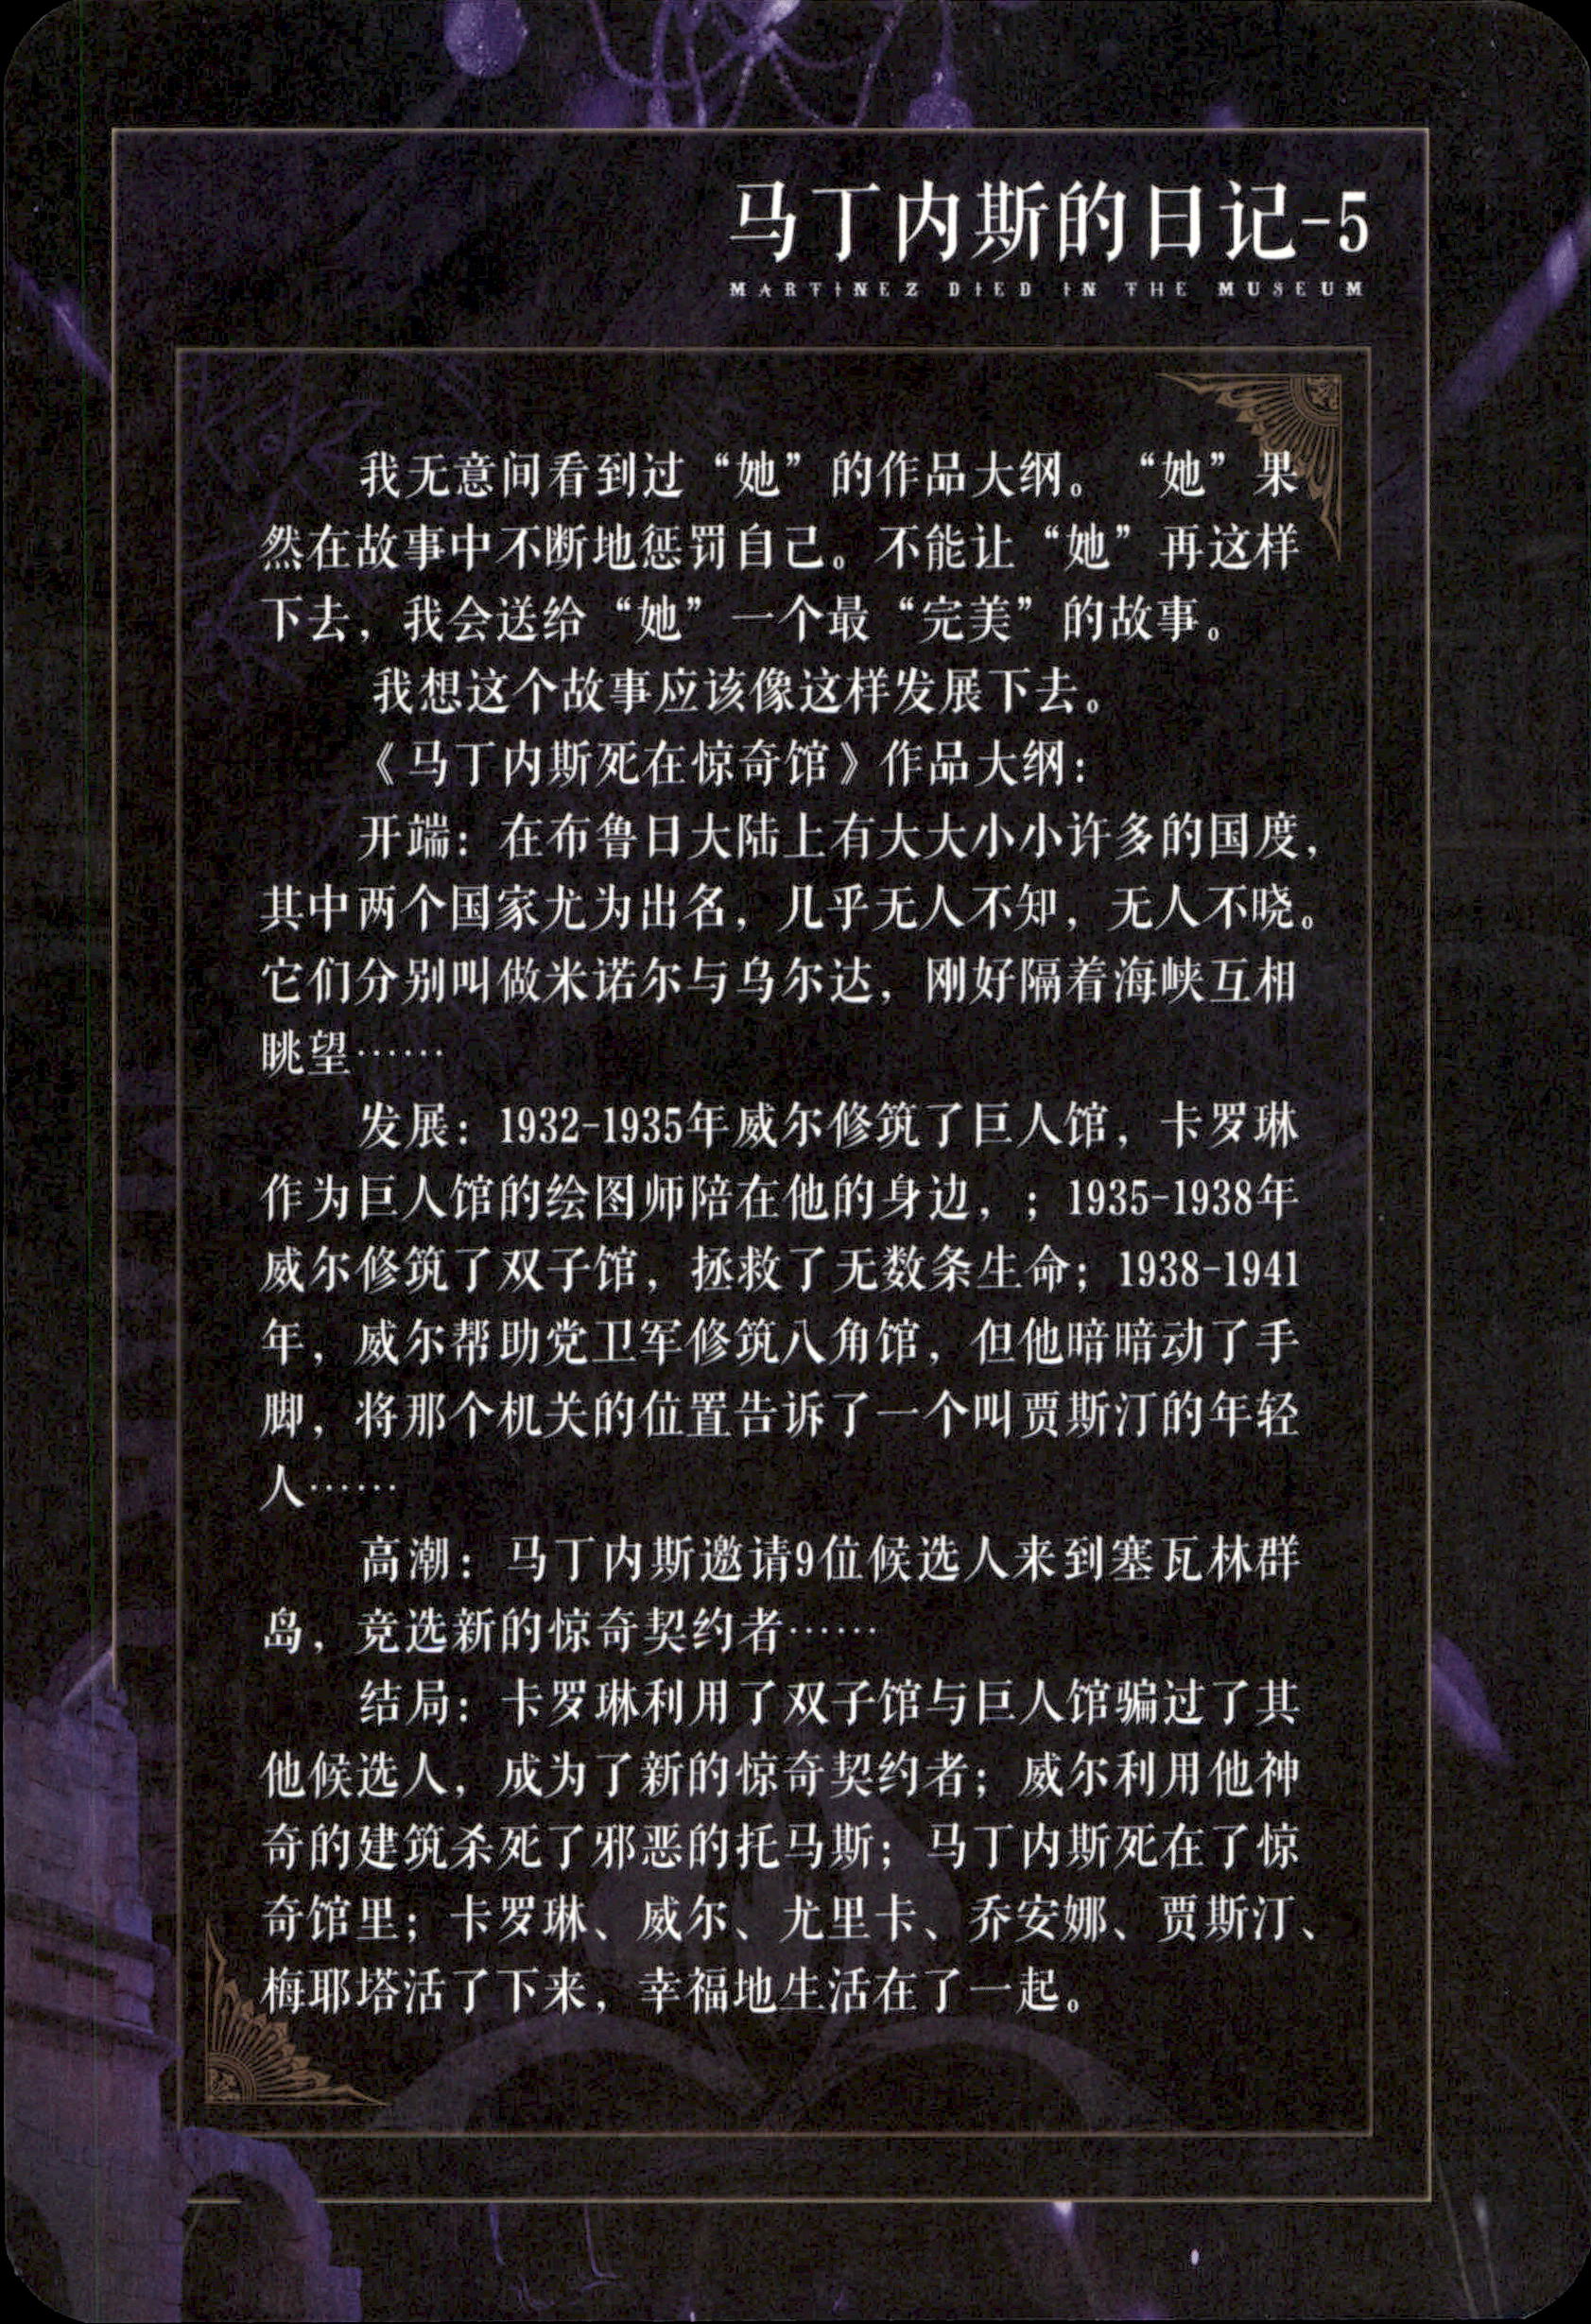 马丁内斯的日记-5
MARTINEZ DIED IN THE MUSEUM
我无意间看到过“她”的作品大纲。“她”果
然在故事中不断地惩罚自己。不能让“她”再这样
下去，我会送给“她”一个最“完美”的故事。
我想这个故事应该像这样发展下去。
《马丁内斯死在惊奇馆》作品大纲：
开端：在布鲁日大陆上有大大小小许多的国度，
其中两个国家尤为出名，几乎无人不知，无人不晓。
它们分别叫做米诺尔与乌尔达，刚好隔着海峡互相
眺望……
发展：1932-1935年威尔修筑了巨人馆，卡罗琳
作为巨人馆的绘图师陪在他的身边，；1935-1938年
威尔修筑了双子馆，拯救了无数条生命；1938-1941
年，威尔帮助党卫军修筑八角馆，但他暗暗动了手
脚，将那个机关的位置告诉了一个叫贾斯汀的年轻
人……
高潮：马丁内斯邀请9位候选人来到塞瓦林群
岛，竞选新的惊奇契约者……
结局：卡罗琳利用了双子馆与巨人馆骗过了其
他候选人，成为了新的惊奇契约者；威尔利用他神
奇的建筑杀死了邪恶的托马斯；马丁内斯死在了惊
奇馆里；卡罗琳、威尔、尤里卡、乔安娜、贾斯汀、
梅耶塔活了下来，幸福地生活在了一起。